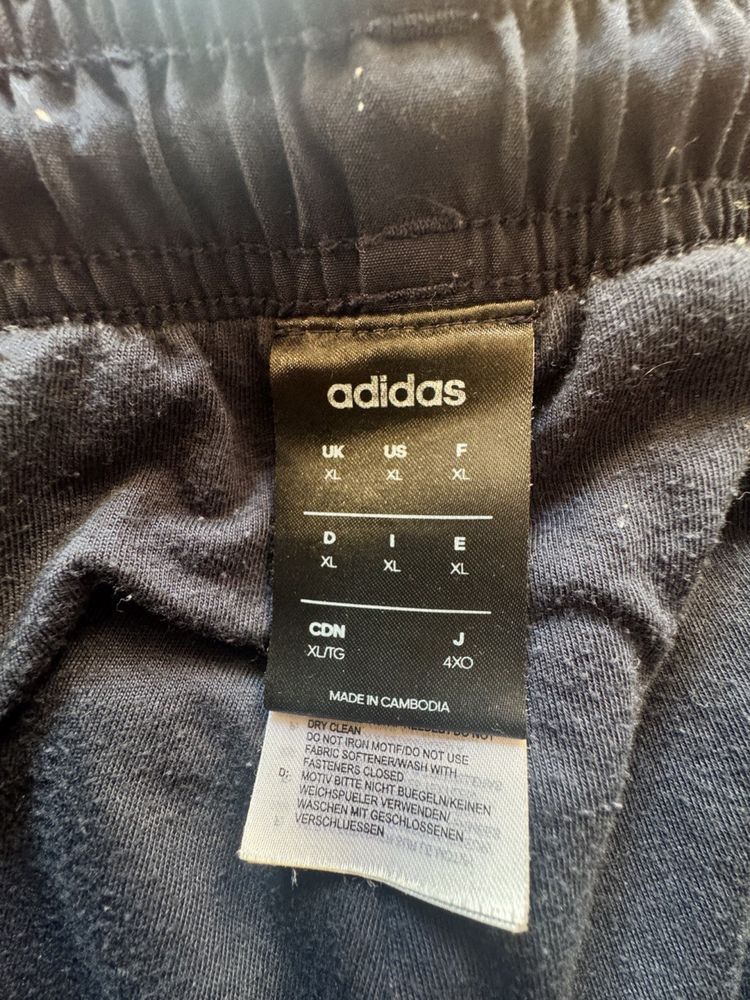 adidas
UK US F
XL XL XL
D I E
XL XL XL
CDN J
XL/TG 4XO
MADE IN CAMBODIA
DRY CLEAN
DO NOT IRON MOTIF/DO NOT USE
FABRIC SOFTENER/WASH WITH
FASTENERS CLOSED
D: MOTIV BITTE NICHT BUEGELN/KEINEN
WEICHSPUELER VERWENDEN/
WASCHEN MIT GESCHLOSSENEN
VERSCHLUESSEN